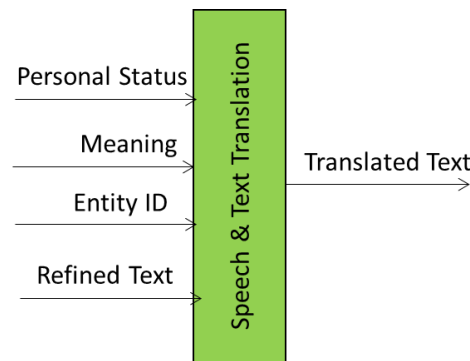 Personal Status
Meaning
Entity ID
Refined Text
Speech & Text Translation
Translated Text